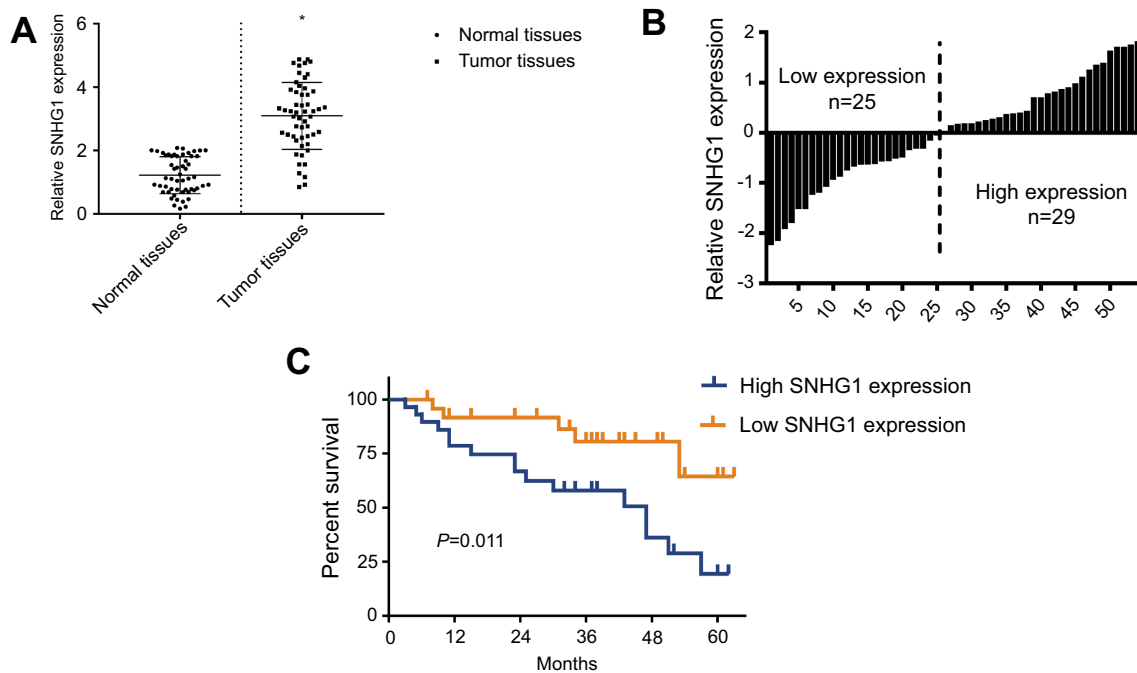 A
Relative SNHG1 expression
6
4
2
0
*
Normal tissues
Tumor tissues
Normal tissues
Tumor tissues
B
Relative SNHG1 expression
2
1
0
-1
-2
-3
Low expression
n=25
High expression
n=29
5
10
15
20
25
30
35
40
45
50
C
Percent survival
100
75
50
25
0
P=0.011
0
12
24
36
48
60
Months
High SNHG1 expression
Low SNHG1 expression